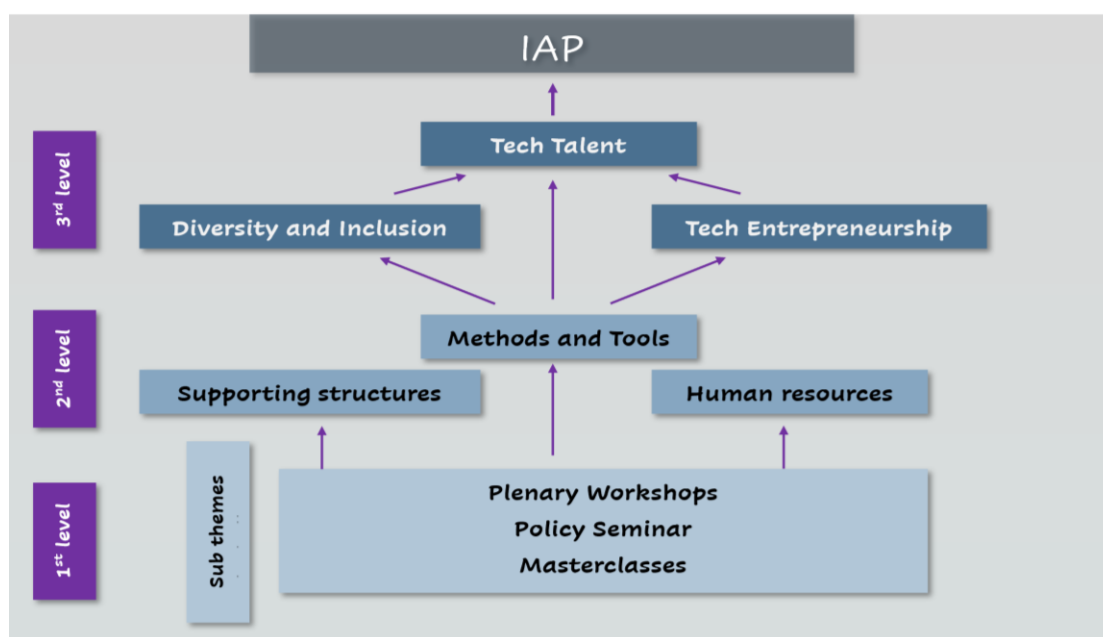 IAP
Tech Talent
3rd level
Diversity and Inclusion
Tech Entrepreneurship
Methods and Tools
2nd level
Supporting structures
Human resources
Sub themes
1st level
Plenary Workshops
Policy Seminar
Masterclasses